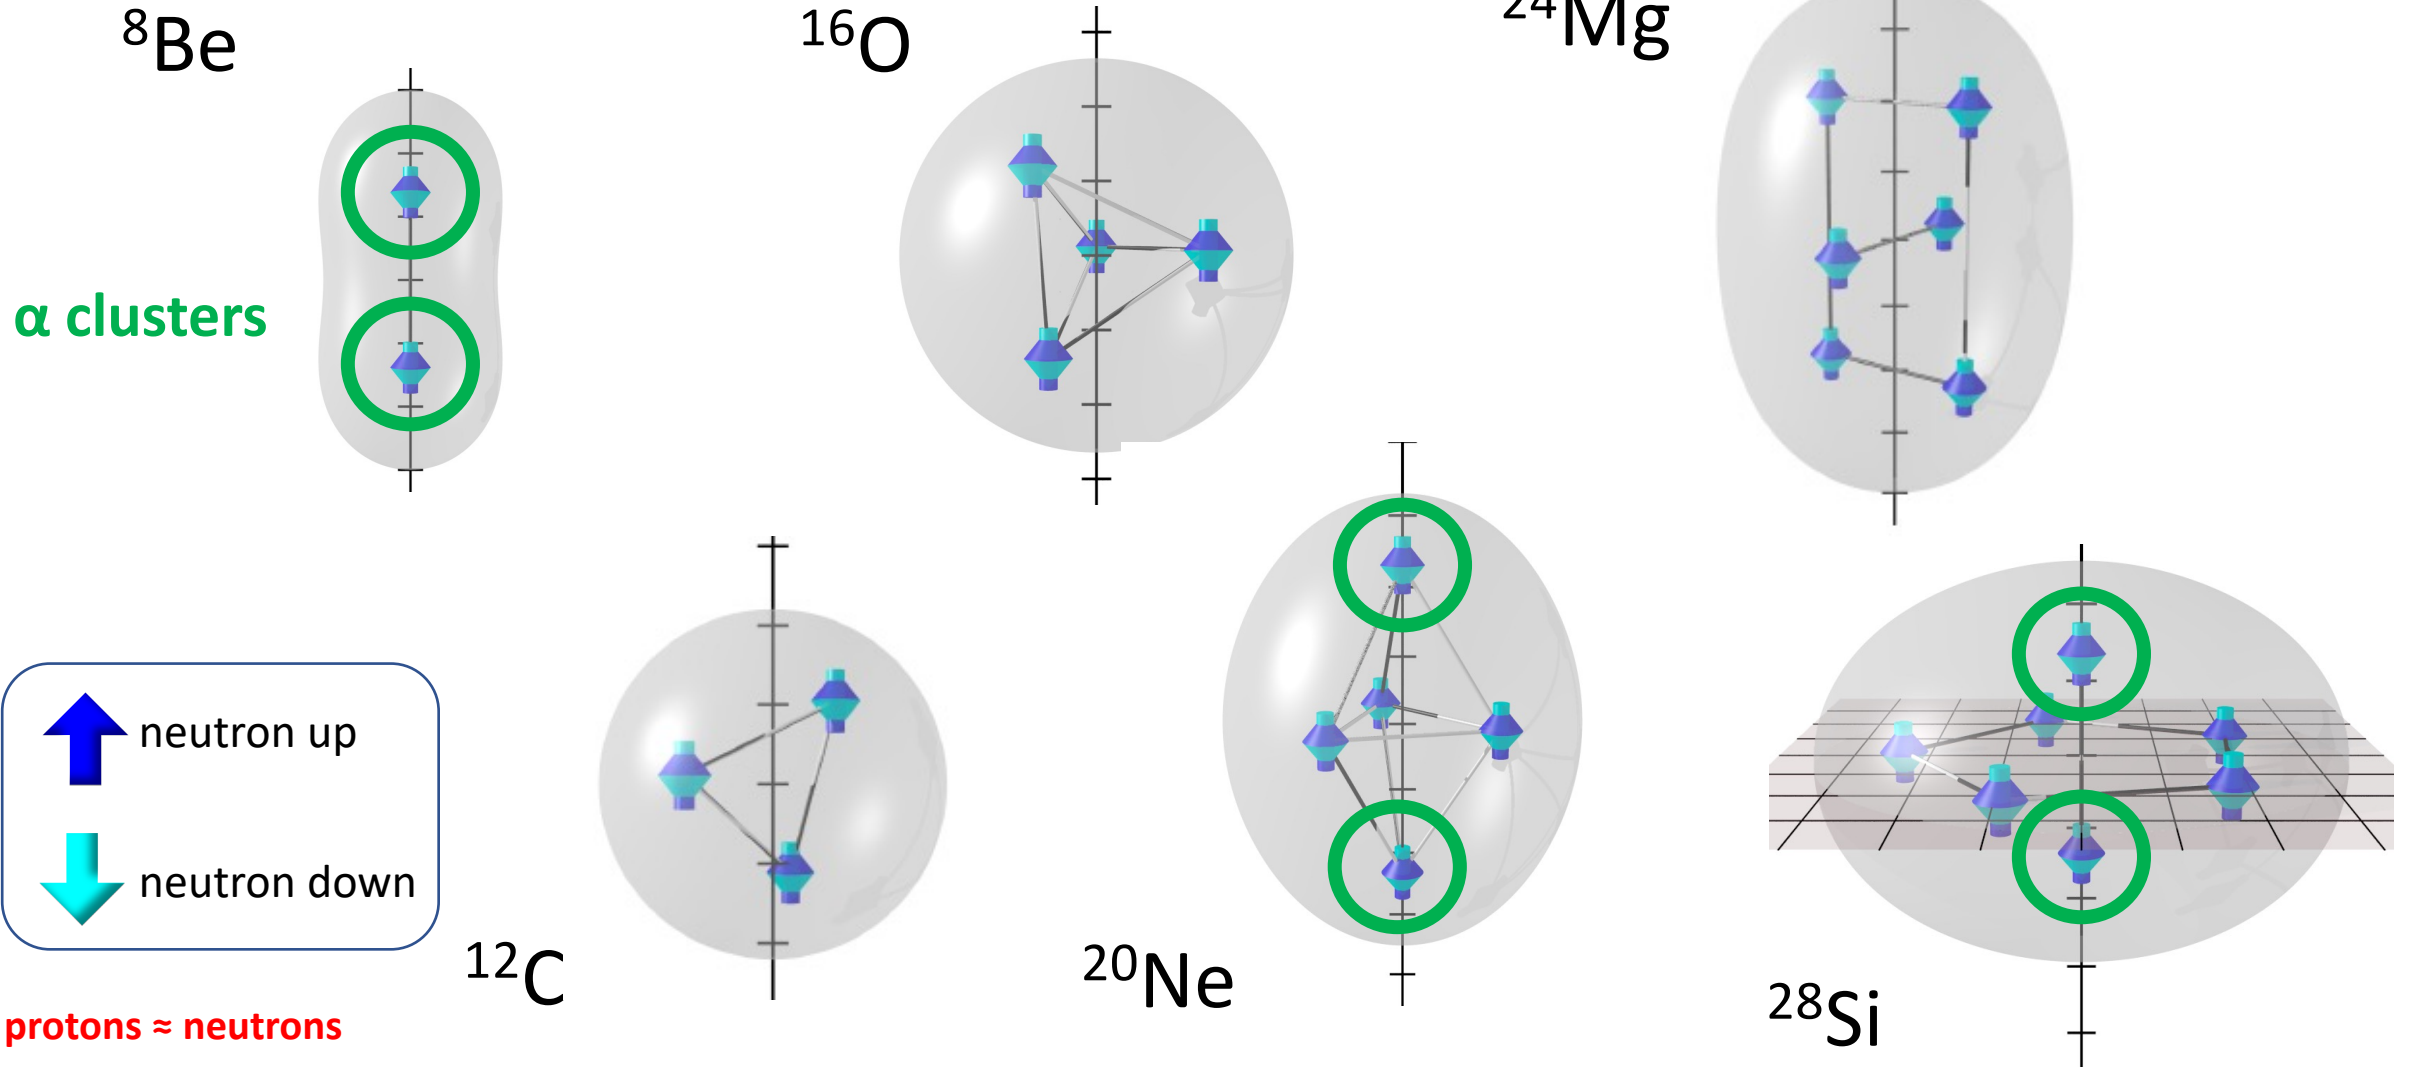 ⁸Be
¹⁶O
²⁴Mg
α clusters
neutron up
neutron down
¹²C
²⁰Ne
²⁸Si
protons ≈ neutrons